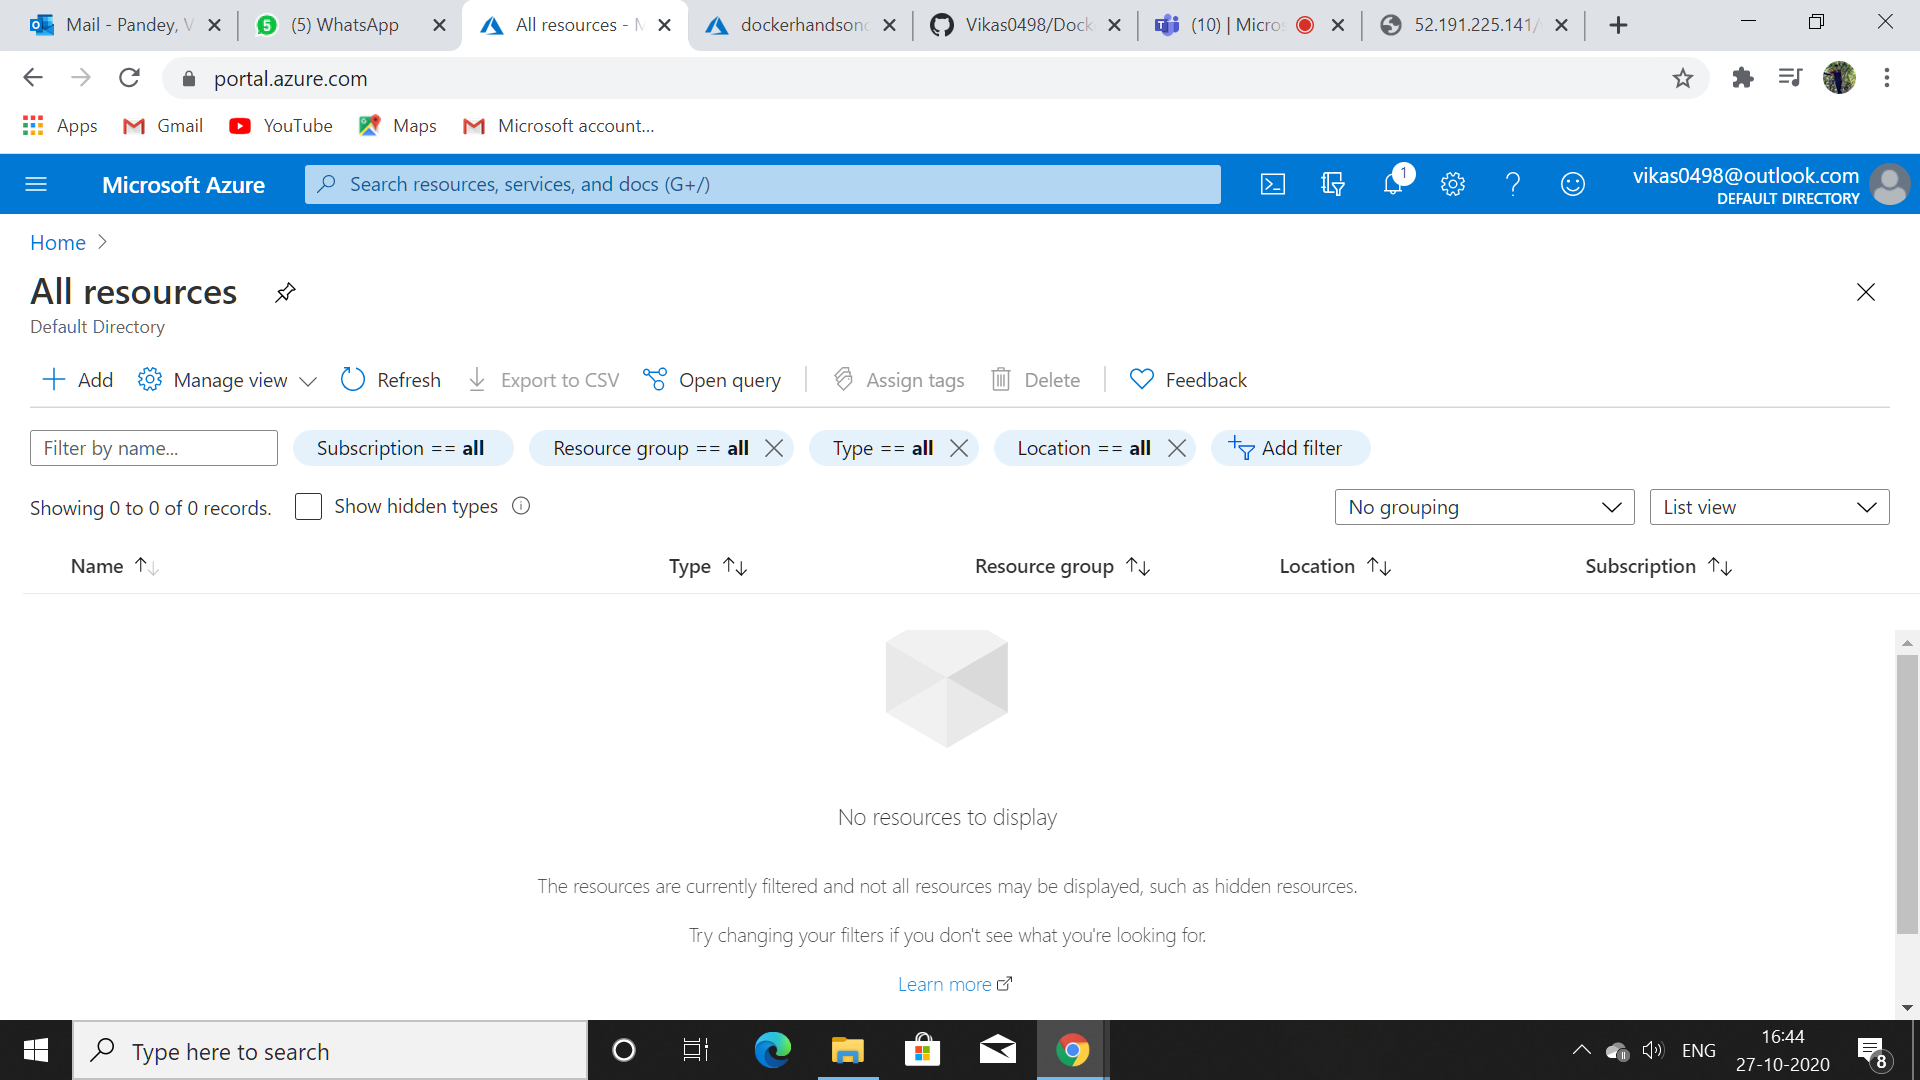 Mail - Pandey, V
(5) WhatsApp
All resources - M
dockerhandson
Vikas0498/Dock
(10) | Micros
52.191.225.141/
portal.azure.com
Apps
Gmail
YouTube
Maps
Microsoft account...
Microsoft Azure
Search resources, services, and docs (G+/)
1
vikas0498@outlook.com
DEFAULT DIRECTORY
Home
All resources
Default Directory
Add
Manage view
Refresh
Export to CSV
Open query
Assign tags
Delete
Feedback
Filter by name...
Subscription == all
Resource group == all
Type == all
Location == all
Add filter
Showing 0 to 0 of 0 records.
Show hidden types
No grouping
List view
Name
Type
Resource group
Location
Subscription
No resources to display
The resources are currently filtered and not all resources may be displayed, such as hidden resources.
Try changing your filters if you don't see what you're looking for.
Learn more
Type here to search
ENG
16:44
27-10-2020
8